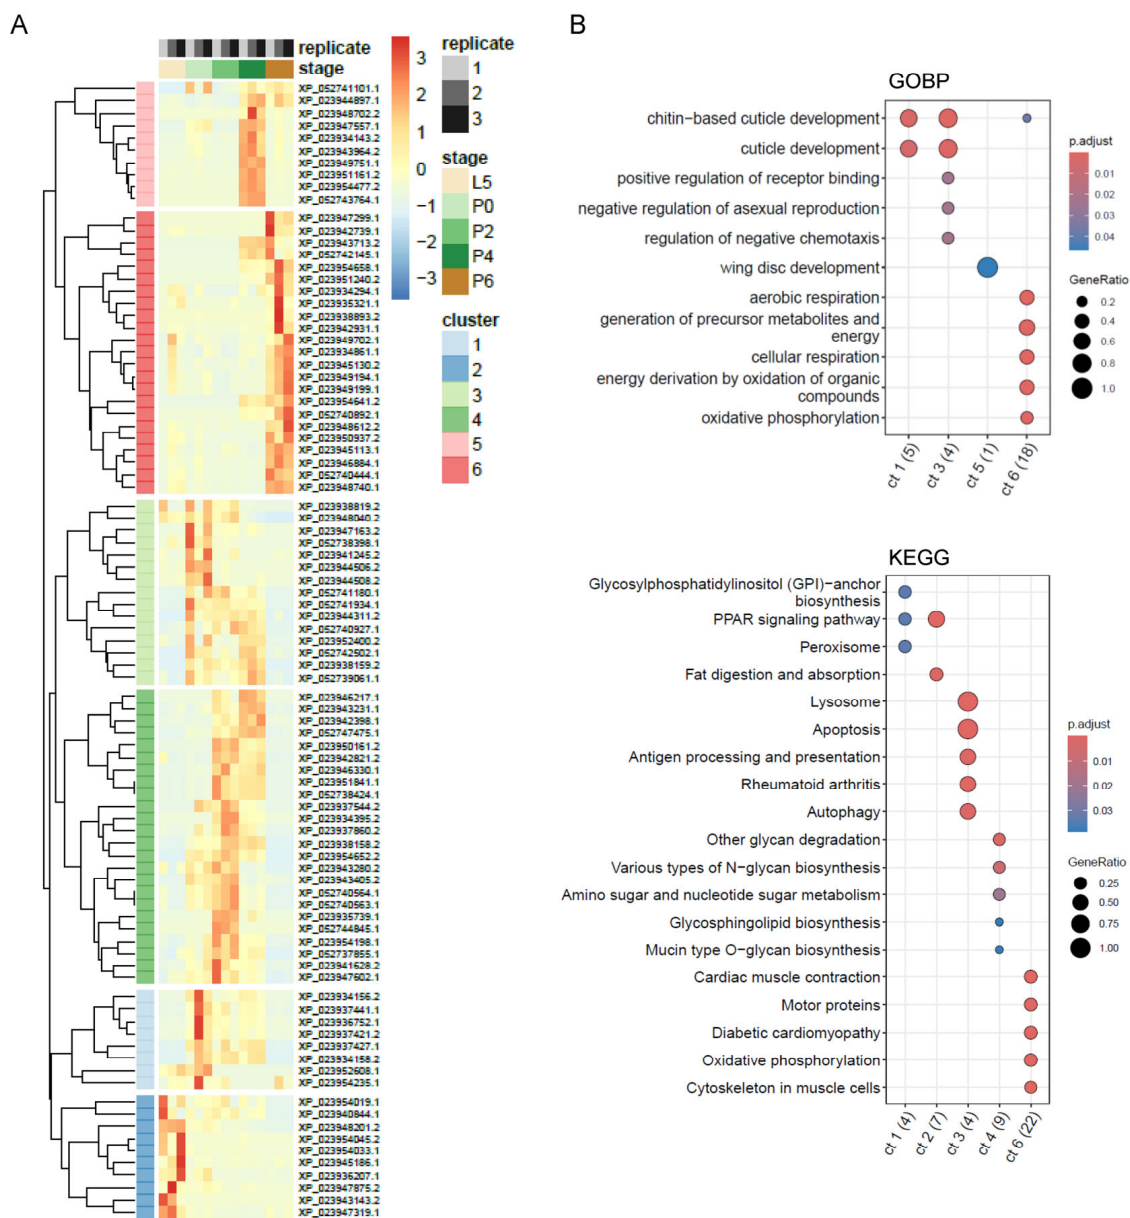 A
replicate
stage
XP_052741101.1
XP_023944897.1
XP_023948702.2
XP_023947557.1
XP_023934143.2
XP_023943964.2
XP_023949751.1
XP_023951161.2
XP_023954477.2
XP_052743764.1
XP_023947299.1
XP_023942739.1
XP_023943713.2
XP_052742145.1
XP_023954658.1
XP_023951240.2
XP_023934294.1
XP_023935321.1
XP_023938893.2
XP_023942931.1
XP_023949702.1
XP_023934861.1
XP_023945130.2
XP_023949194.1
XP_023949199.1
XP_023954641.2
XP_052740892.1
XP_023948612.2
XP_023950937.2
XP_023945113.1
XP_023946884.1
XP_052740444.1
XP_023948740.1
XP_023938819.2
XP_023948040.2
XP_023947163.2
XP_052738398.1
XP_023941245.2
XP_023944506.2
XP_023944508.2
XP_052741180.1
XP_052741934.1
XP_023944311.2
XP_052740927.1
XP_023952400.2
XP_052742502.1
XP_023938159.2
XP_052739061.1
XP_023946217.1
XP_023943231.1
XP_023942398.1
XP_052747475.1
XP_023950161.2
XP_023942821.2
XP_023946330.1
XP_023951841.1
XP_052738424.1
XP_023937544.2
XP_023934395.2
XP_023937860.2
XP_023938158.2
XP_023954652.2
XP_023943280.2
XP_023943405.2
XP_052740564.1
XP_052740563.1
XP_023935739.1
XP_052744845.1
XP_023954198.1
XP_052737855.1
XP_023941628.2
XP_023947602.1
XP_023934156.2
XP_023937441.1
XP_023936752.1
XP_023937421.2
XP_023937427.1
XP_023934158.2
XP_023952608.1
XP_023954235.1
XP_023954019.1
XP_023940844.1
XP_023948201.2
XP_023954045.2
XP_023954033.1
XP_023945186.1
XP_023936207.1
XP_023947875.2
XP_023943143.2
XP_023947319.1
3
2
1
0
−1
−2
−3
replicate
1
2
3
stage
L5
P0
P2
P4
P6
cluster
1
2
3
4
5
6
B
GOBP
chitin−based cuticle development
cuticle development
positive regulation of receptor binding
negative regulation of asexual reproduction
regulation of negative chemotaxis
wing disc development
aerobic respiration
generation of precursor metabolites and
energy
cellular respiration
energy derivation by oxidation of organic
compounds
oxidative phosphorylation
ct 1 (5)
ct 3 (4)
ct 5 (1)
ct 6 (18)
p.adjust
0.01
0.02
0.03
0.04
GeneRatio
0.2
0.4
0.6
0.8
1.0
KEGG
Glycosylphosphatidylinositol (GPI)−anchor
biosynthesis
PPAR signaling pathway
Peroxisome
Fat digestion and absorption
Lysosome
Apoptosis
Antigen processing and presentation
Rheumatoid arthritis
Autophagy
Other glycan degradation
Various types of N−glycan biosynthesis
Amino sugar and nucleotide sugar metabolism
Glycosphingolipid biosynthesis
Mucin type O−glycan biosynthesis
Cardiac muscle contraction
Motor proteins
Diabetic cardiomyopathy
Oxidative phosphorylation
Cytoskeleton in muscle cells
ct 1 (4)
ct 2 (7)
ct 3 (4)
ct 4 (9)
ct 6 (22)
p.adjust
0.01
0.02
0.03
GeneRatio
0.25
0.50
0.75
1.00